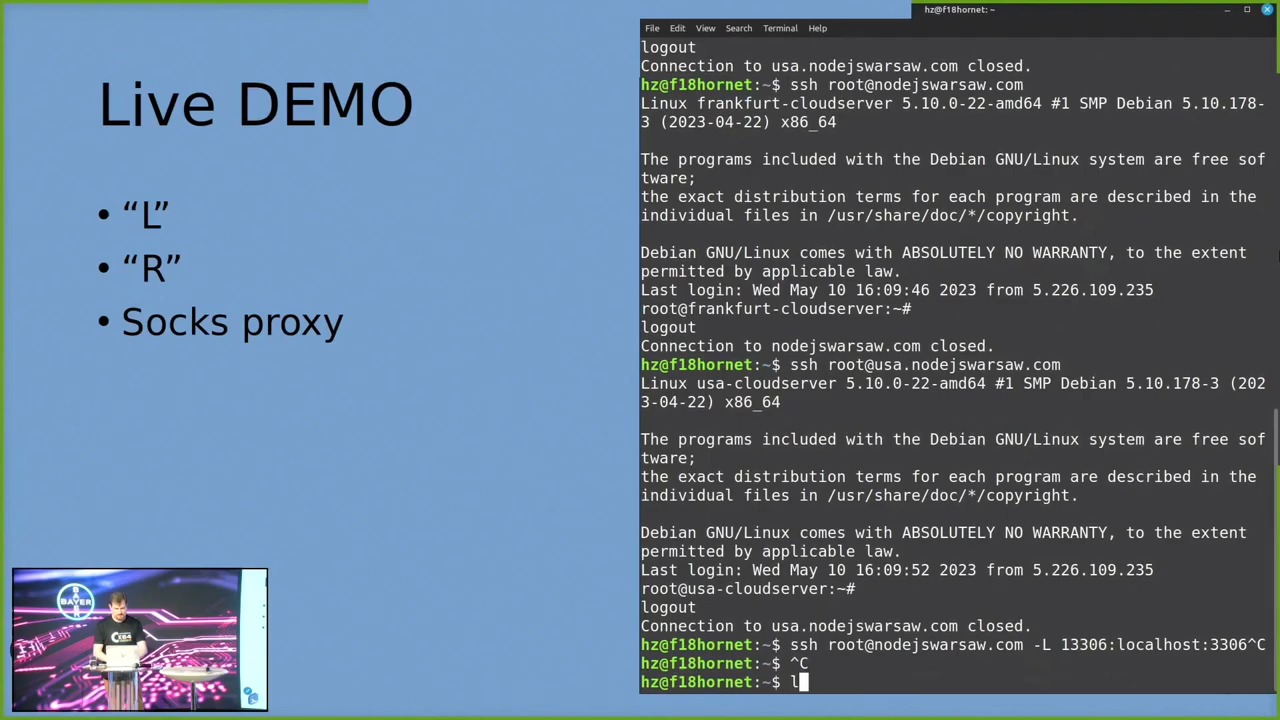 Live DEMO
• “L”
• “R”
• Socks proxy
hz@f18hornet: ~
File Edit View Search Terminal Help
logout
Connection to usa.nodejswarsaw.com closed.
hz@f18hornet:~$ ssh root@nodejswarsaw.com
Linux frankfurt-cloudserver 5.10.0-22-amd64 #1 SMP Debian 5.10.178-
3 (2023-04-22) x86_64
The programs included with the Debian GNU/Linux system are free sof
tware;
the exact distribution terms for each program are described in the
individual files in /usr/share/doc/*/copyright.
Debian GNU/Linux comes with ABSOLUTELY NO WARRANTY, to the extent
permitted by applicable law.
Last login: Wed May 10 16:09:46 2023 from 5.226.109.235
root@frankfurt-cloudserver:~#
logout
Connection to nodejswarsaw.com closed.
hz@f18hornet:~$ ssh root@usa.nodejswarsaw.com
Linux usa-cloudserver 5.10.0-22-amd64 #1 SMP Debian 5.10.178-3 (202
3-04-22) x86_64
The programs included with the Debian GNU/Linux system are free sof
tware;
the exact distribution terms for each program are described in the
individual files in /usr/share/doc/*/copyright.
Debian GNU/Linux comes with ABSOLUTELY NO WARRANTY, to the extent
permitted by applicable law.
Last login: Wed May 10 16:09:52 2023 from 5.226.109.235
root@usa-cloudserver:~#
logout
Connection to usa.nodejswarsaw.com closed.
hz@f18hornet:~$ ssh root@nodejswarsaw.com -L 13306:localhost:3306^C
hz@f18hornet:~$ ^C
hz@f18hornet:~$ l
BAYER